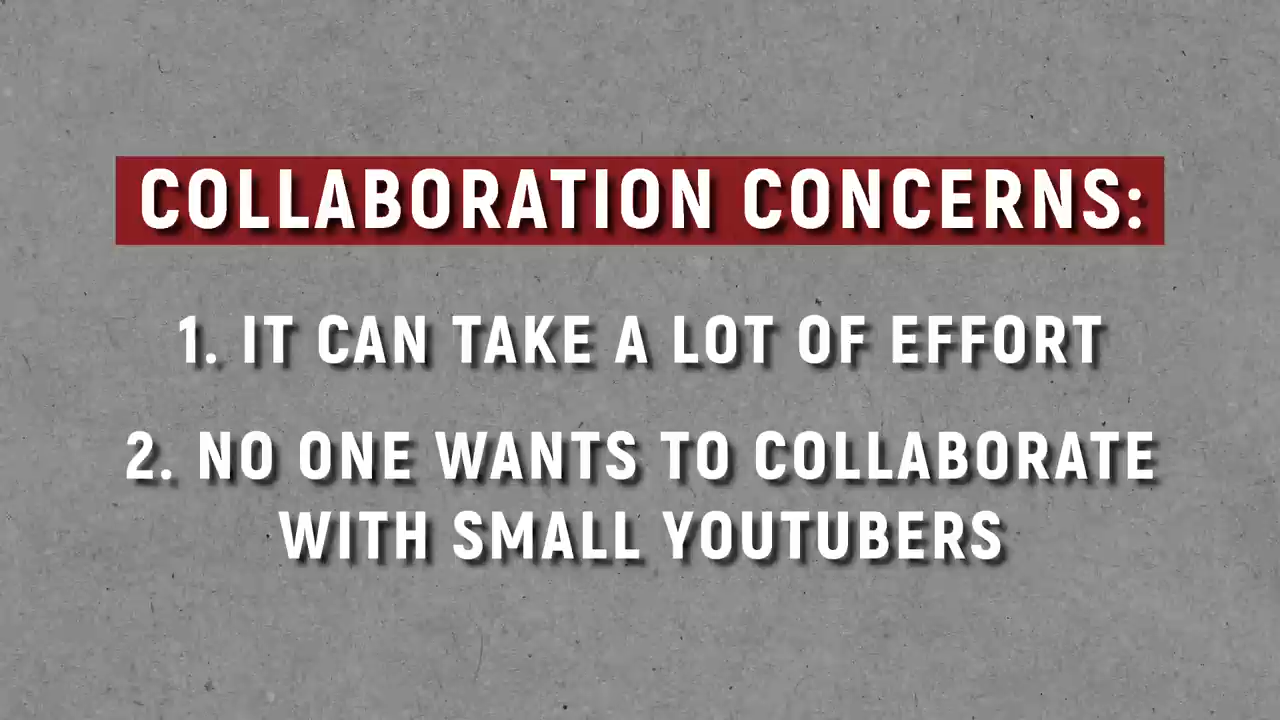 COLLABORATION CONCERNS:
1. IT CAN TAKE A LOT OF EFFORT
2. NO ONE WANTS TO COLLABORATE
WITH SMALL YOUTUBERS